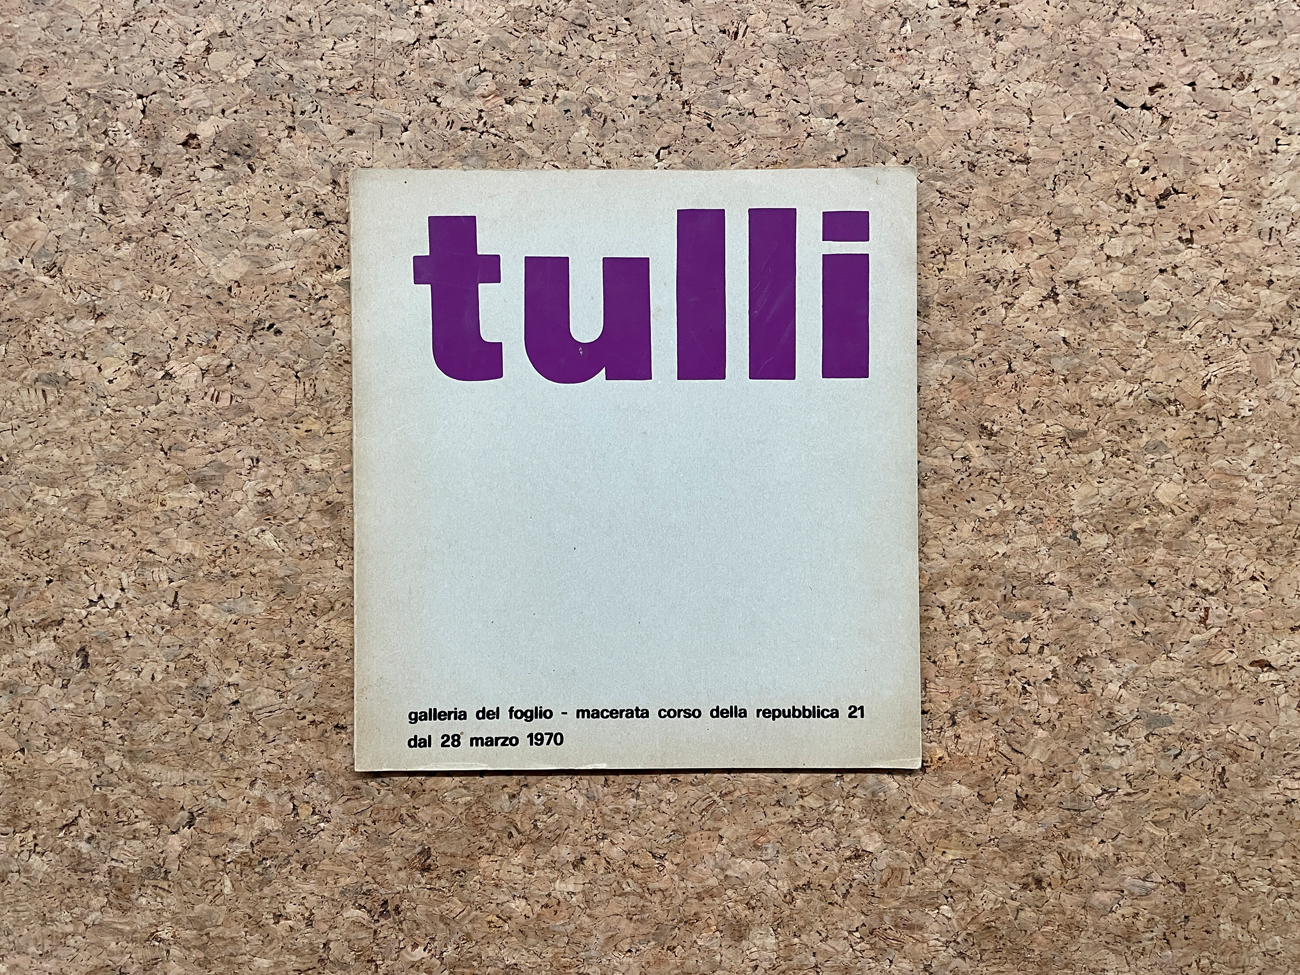 tulli
galleria del foglio - macerata corso della repubblica 21
dal 28 marzo 1970